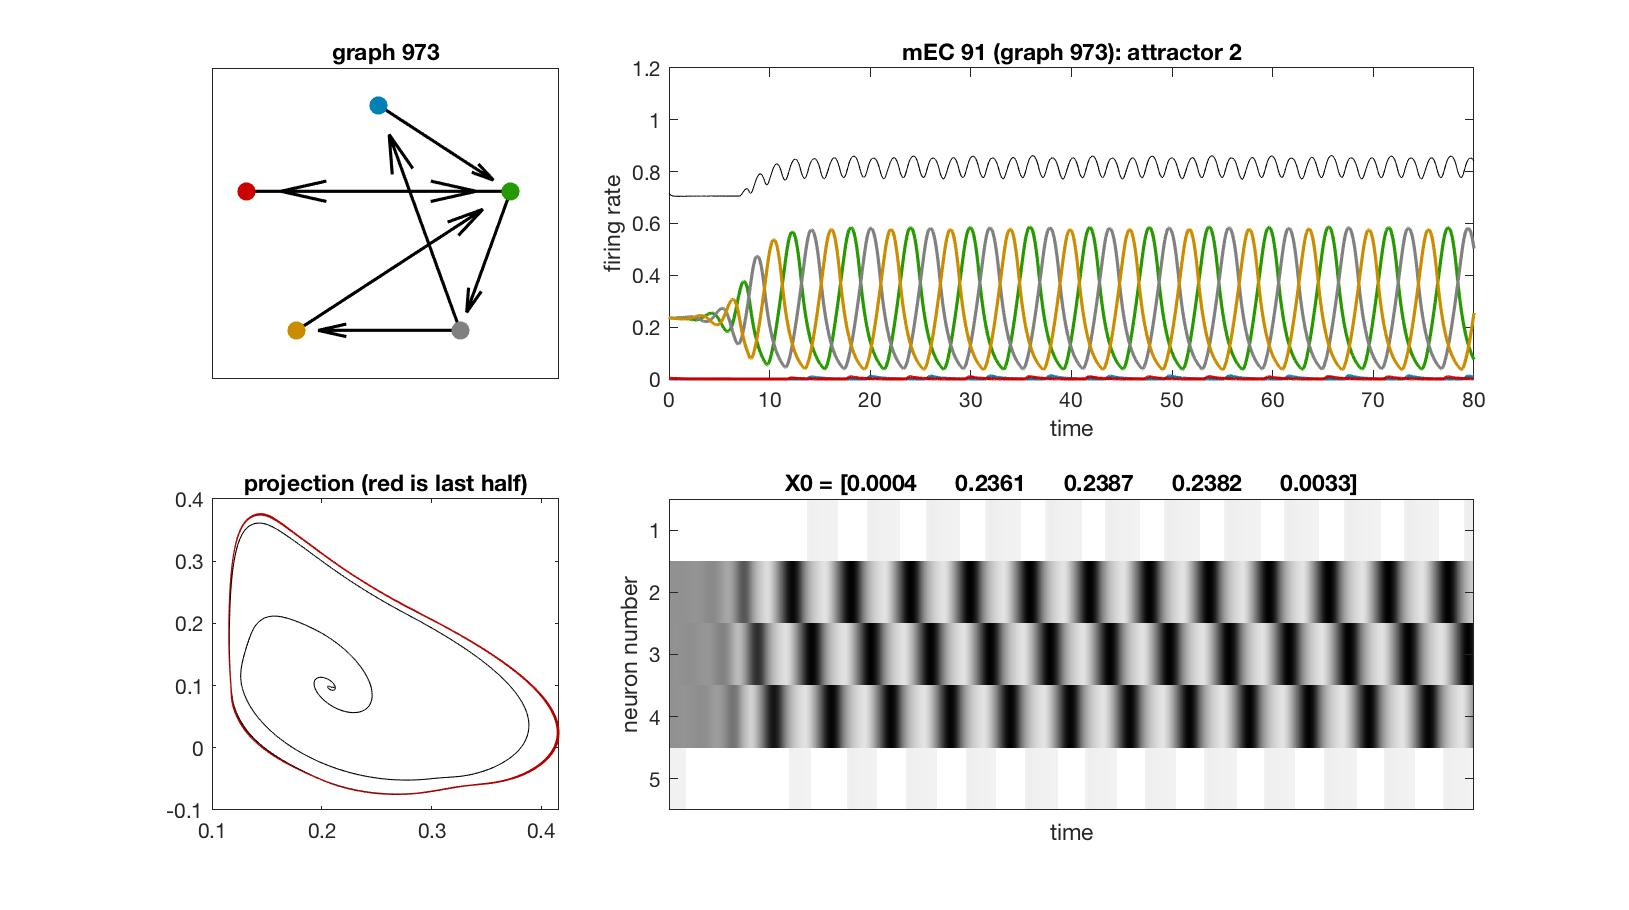 graph 973
mEC 91 (graph 973): attractor 2
1.2
1
0.8
0.6
0.4
0.2
0
firing rate
0 10 20 30 40 50 60 70 80
time
projection (red is last half)
0.4
0.3
0.2
0.1
0
-0.1
0.1 0.2 0.3 0.4
X0 = [0.0004 0.2361 0.2387 0.2382 0.0033]
1
2
3
4
5
neuron number
time